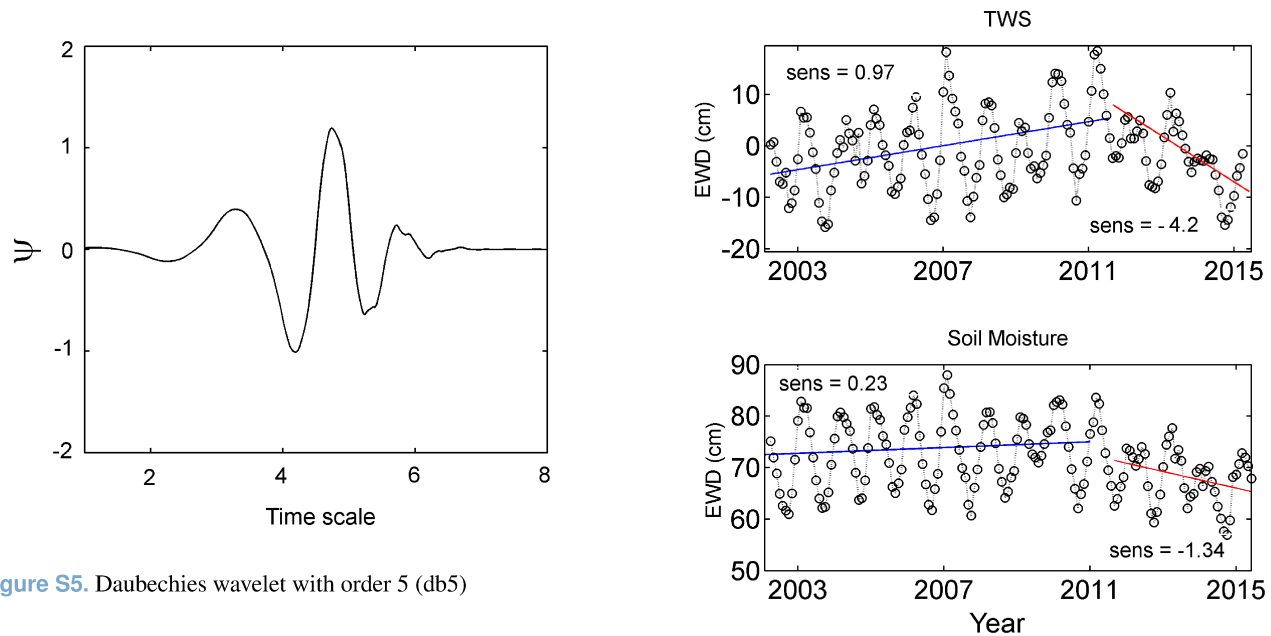 2
1
0
-1
-2
ψ
2
4
6
8
Time scale
gure S5. Daubechies wavelet with order 5 (db5)
TWS
sens = 0.97
10
0
-10
-20
EWD (cm)
sens = - 4.2
2003
2007
2011
2015
Soil Moisture
90
80
70
60
50
EWD (cm)
sens = 0.23
sens = -1.34
2003
2007
2011
2015
Year